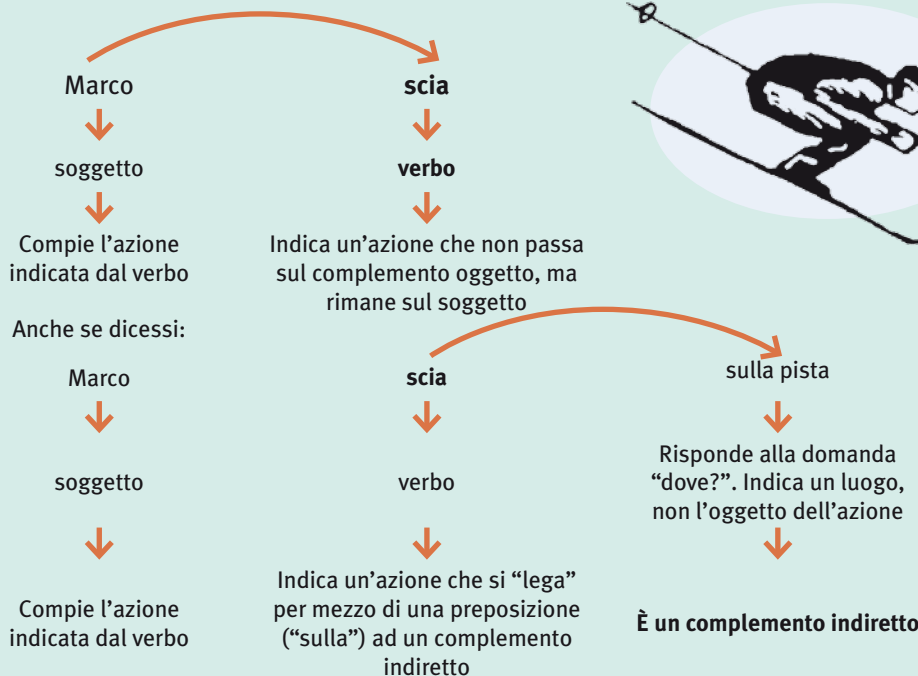 Marco scia
soggetto verbo
Compie l’azione
indicata dal verbo
Indica un’azione che non passa
sul complemento oggetto, ma
rimane sul soggetto
Anche se dicessi:
Marco scia sulla pista
soggetto verbo
Risponde alla domanda
“dove?”. Indica un luogo,
non l’oggetto dell’azione
Compie l’azione
indicata dal verbo
Indica un’azione che si “lega”
per mezzo di una preposizione
(“sulla”) ad un complemento
indiretto
È un complemento indiretto